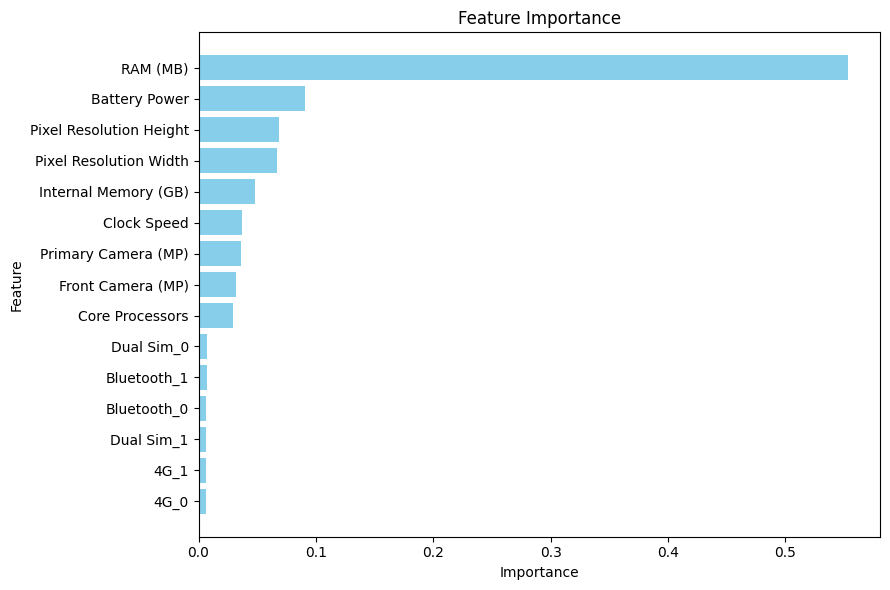 Feature Importance
RAM (MB)
Battery Power
Pixel Resolution Height
Pixel Resolution Width
Internal Memory (GB)
Clock Speed
Primary Camera (MP)
Front Camera (MP)
Core Processors
Dual Sim_0
Bluetooth_1
Bluetooth_0
Dual Sim_1
4G_1
4G_0
Feature
0.0 0.1 0.2 0.3 0.4 0.5
Importance